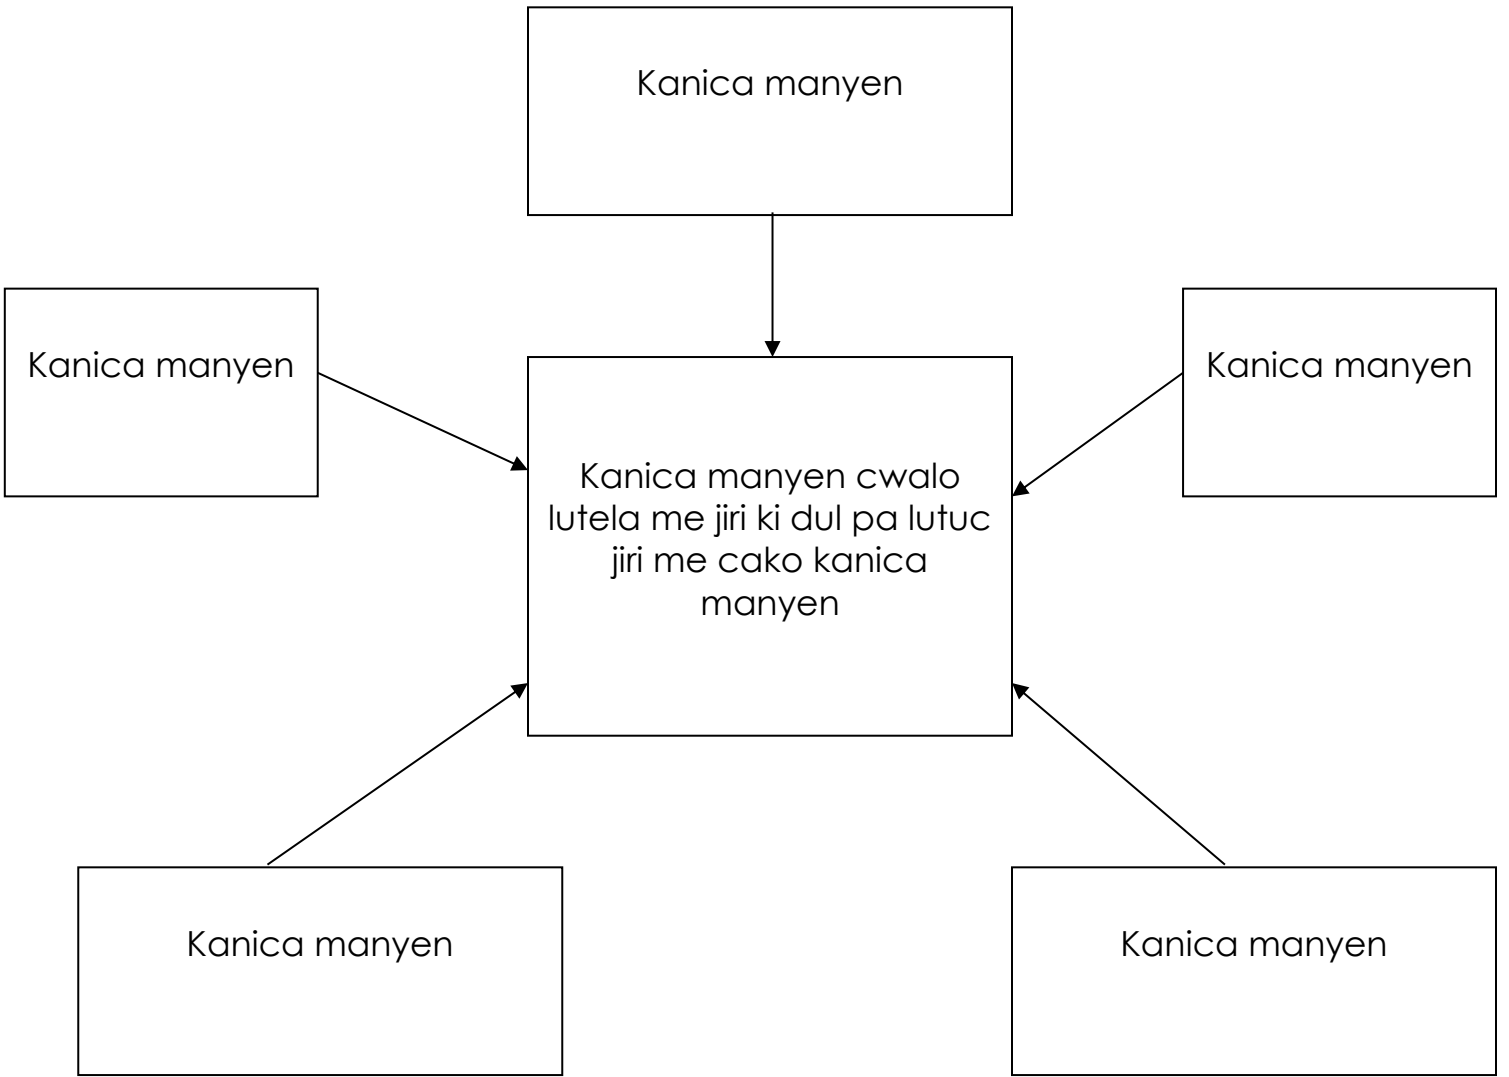 Kanica manyen
Kanica manyen
Kanica manyen
Kanica manyen cwalo
lutela me jiri ki dul pa lutuc
jiri me cako kanica
manyen
Kanica manyen
Kanica manyen